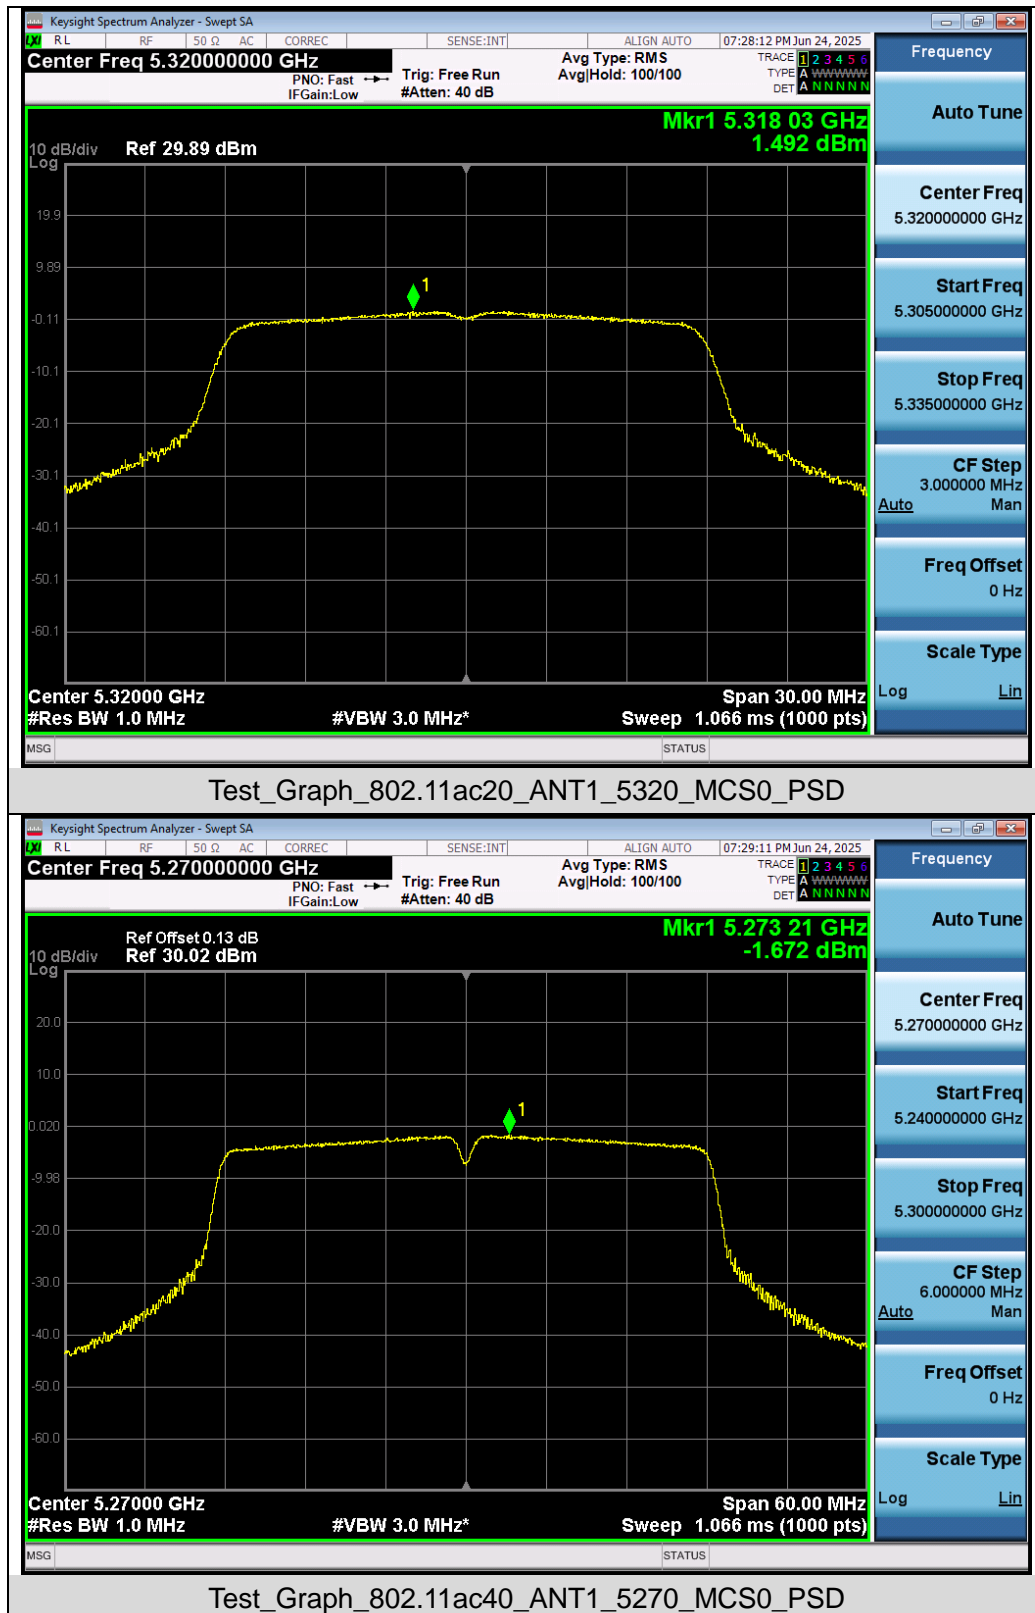 Keysight Spectrum Analyzer - Swept SA
LXI RL RF 50 Ω AC CORREC SENSE:INT ALIGN AUTO 07:28:12 PM Jun 24, 2025
Center Freq 5.320000000 GHz
PNO: Fast
IFGain:Low
Trig: Free Run
#Atten: 40 dB
Avg Type: RMS
Avg|Hold: 100/100
TRACE 1 2 3 4 5 6
TYPE A WWWWW
DET A N N N N N
Mkr1 5.318 03 GHz
1.492 dBm
10 dB/div Ref 29.89 dBm
Log
19.9
9.89
1
-0.11
-10.1
-20.1
-30.1
-40.1
-50.1
-60.1
Center 5.32000 GHz Span 30.00 MHz
#Res BW 1.0 MHz #VBW 3.0 MHz* Sweep 1.066 ms (1000 pts)
MSG STATUS
Frequency
Auto Tune
Center Freq
5.320000000 GHz
Start Freq
5.305000000 GHz
Stop Freq
5.335000000 GHz
CF Step
3.000000 MHz
Auto Man
Freq Offset
0 Hz
Scale Type
Log Lin
Test_Graph_802.11ac20_ANT1_5320_MCS0_PSD
Keysight Spectrum Analyzer - Swept SA
LXI RL RF 50 Ω AC CORREC SENSE:INT ALIGN AUTO 07:29:11 PM Jun 24, 2025
Center Freq 5.270000000 GHz
PNO: Fast
IFGain:Low
Trig: Free Run
#Atten: 40 dB
Avg Type: RMS
Avg|Hold: 100/100
TRACE 1 2 3 4 5 6
TYPE A WWWWW
DET A N N N N N
Mkr1 5.273 21 GHz
-1.672 dBm
Ref Offset 0.13 dB
10 dB/div Ref 30.02 dBm
Log
20.0
10.0
1
0.020
-9.98
-20.0
-30.0
-40.0
-50.0
-60.0
Center 5.27000 GHz Span 60.00 MHz
#Res BW 1.0 MHz #VBW 3.0 MHz* Sweep 1.066 ms (1000 pts)
MSG STATUS
Frequency
Auto Tune
Center Freq
5.270000000 GHz
Start Freq
5.240000000 GHz
Stop Freq
5.300000000 GHz
CF Step
6.000000 MHz
Auto Man
Freq Offset
0 Hz
Scale Type
Log Lin
Test_Graph_802.11ac40_ANT1_5270_MCS0_PSD